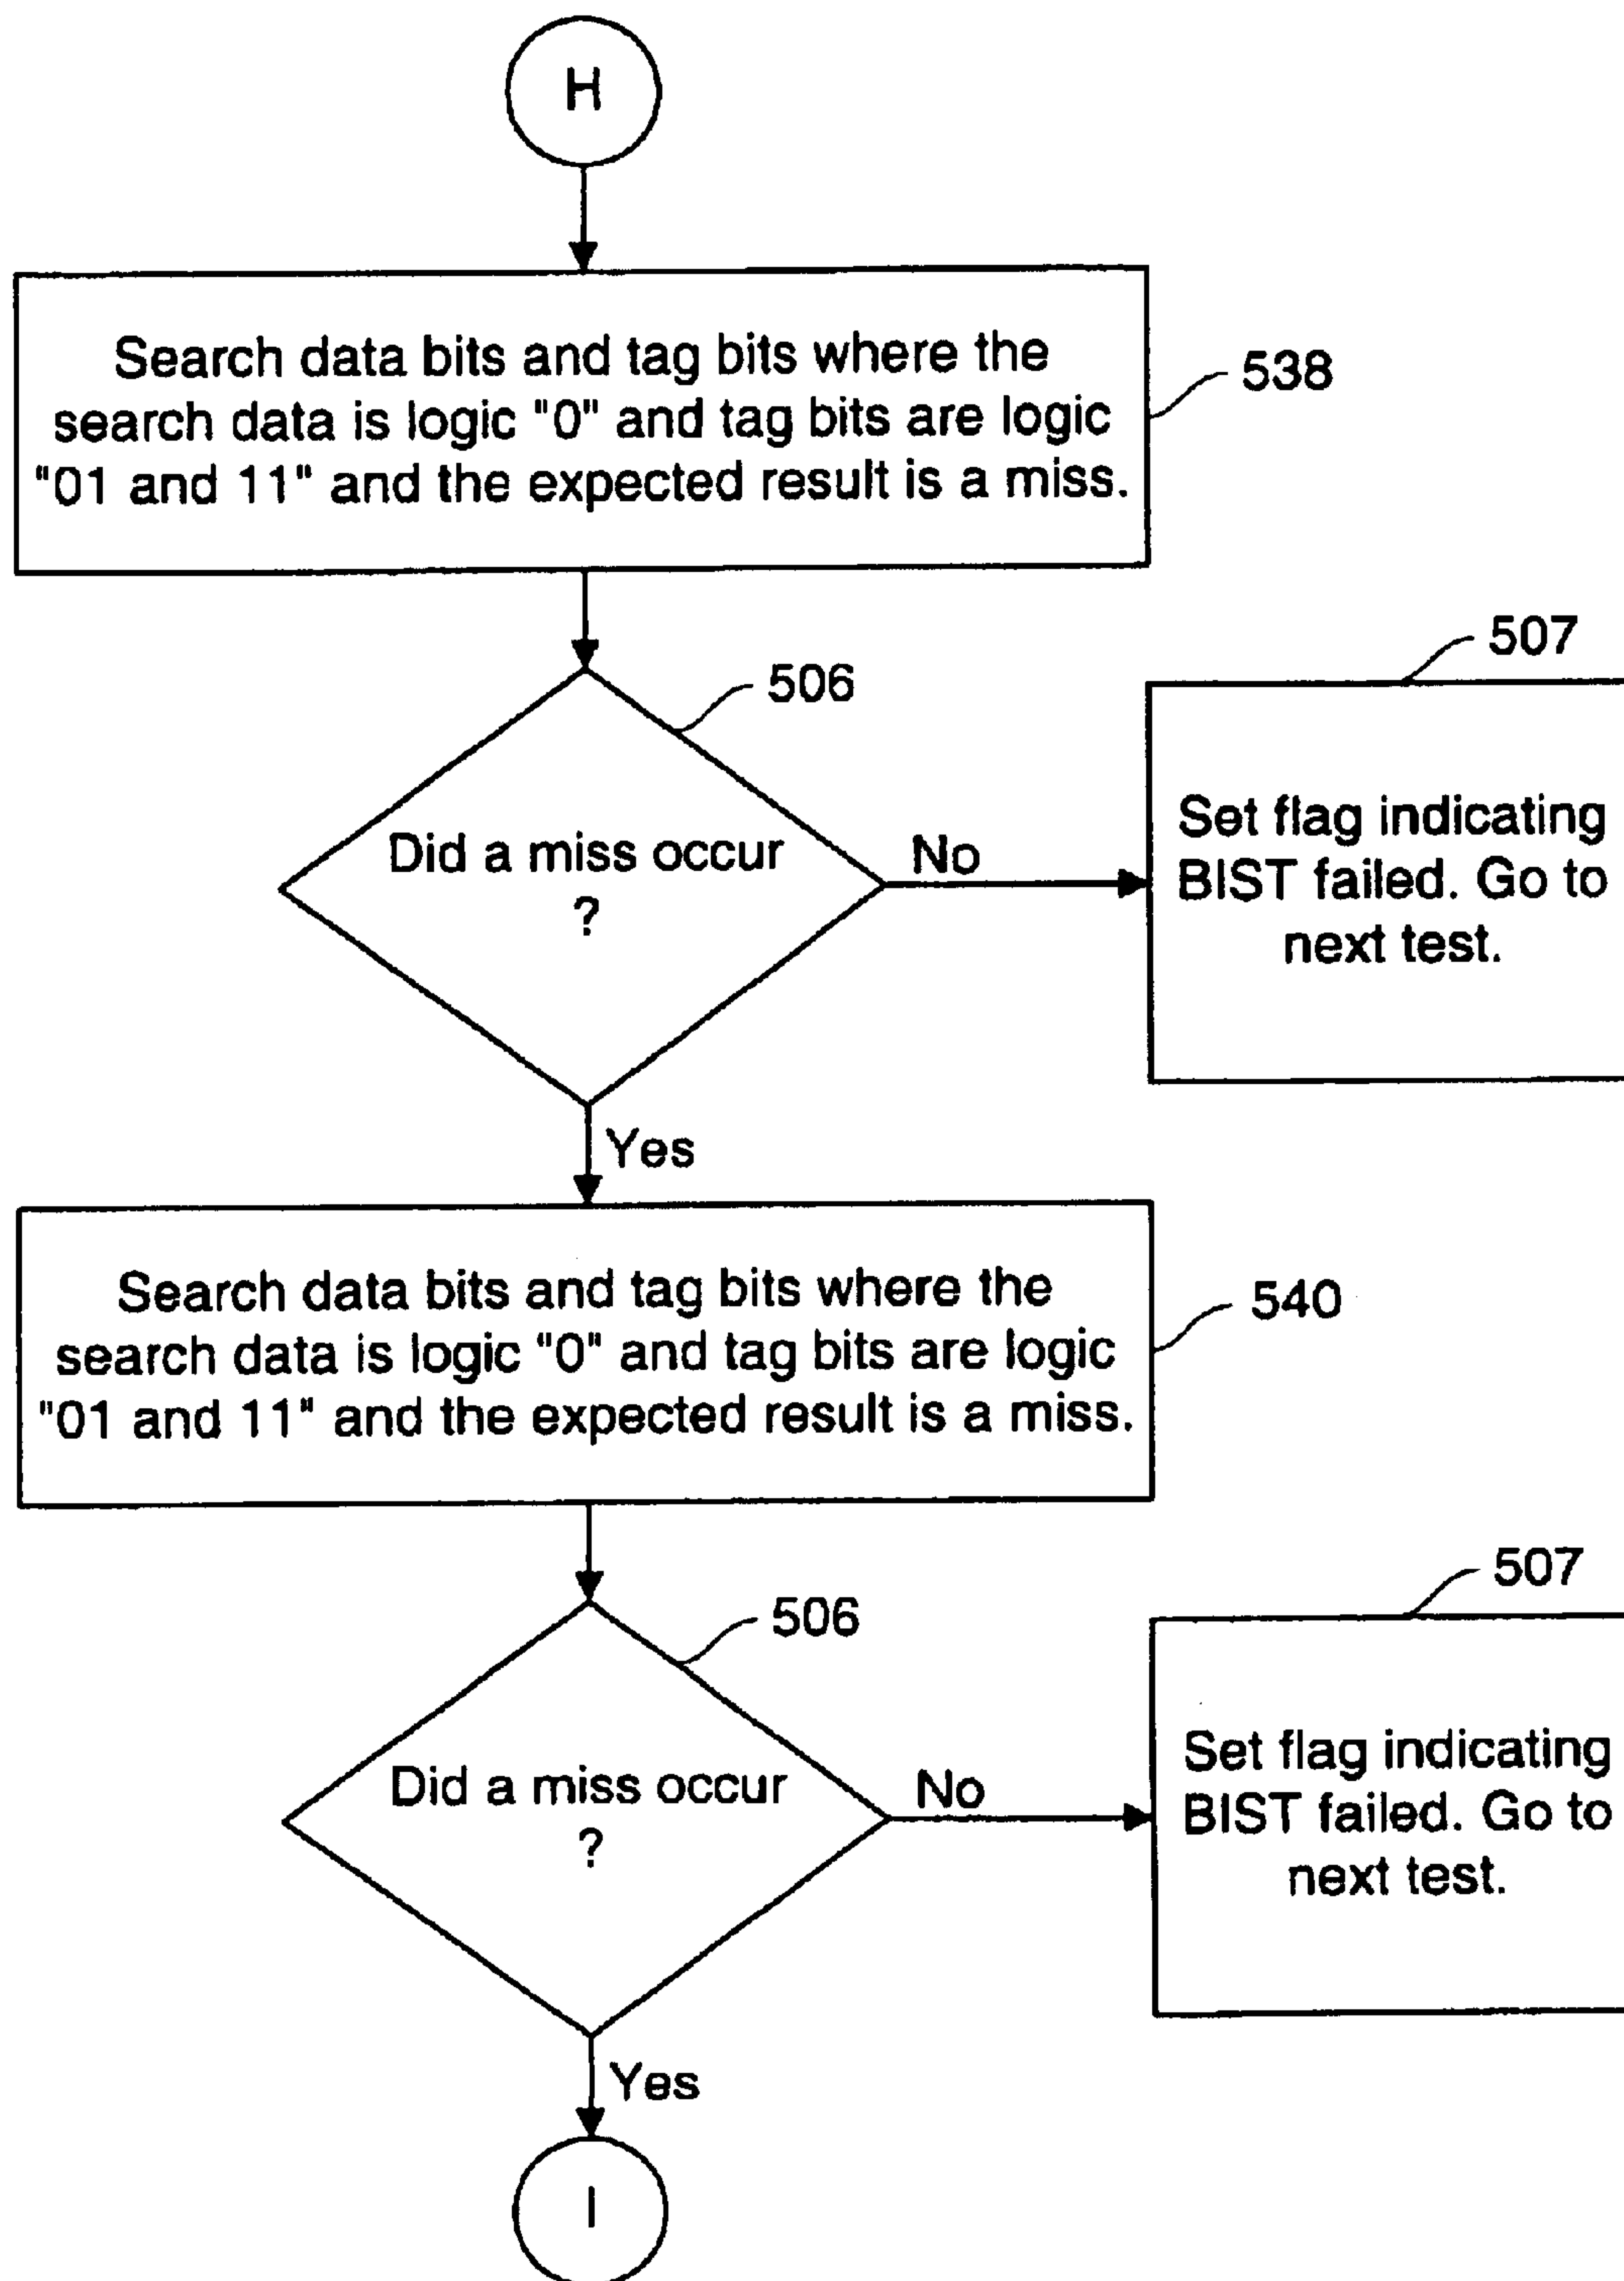 H
Search data bits and tag bits where the
search data is logic "0" and tag bits are logic
"01 and 11" and the expected result is a miss.
538
506
Did a miss occur
?
No
507
Set flag indicating
BIST failed. Go to
next test.
Yes
Search data bits and tag bits where the
search data is logic "0" and tag bits are logic
"01 and 11" and the expected result is a miss.
540
506
Did a miss occur
?
No
507
Set flag indicating
BIST failed. Go to
next test.
Yes
I